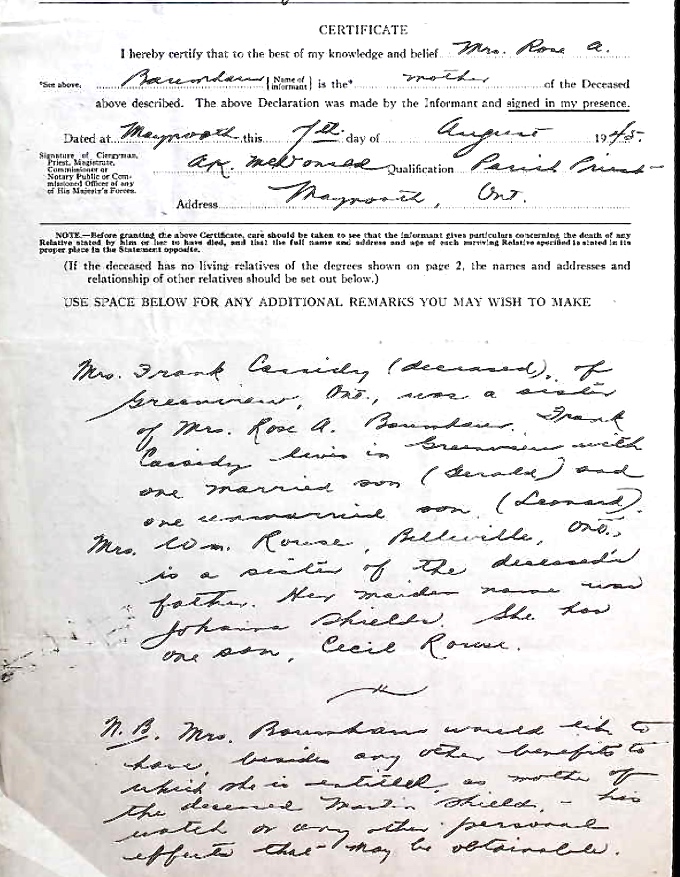 CERTIFICATE
I hereby certify that to the best of my knowledge and belief Mrs. Rose A.
*See above. {Name of informant} is the* mother of the Deceased
above described. The above Declaration was made by the Informant and signed in my presence.
Dated at Maynooth this 7th day of August 1945.
Signature of Clergyman,
Priest, Magistrate,
Commissioner or
Notary Public or Com-
missioned Officer of any
of His Majesty's Forces.
McDonald Qualification Parish Priest
Address Maynooth, Ont.
NOTE.—Before granting the above Certificate, care should be taken to see that the informant gives particulars concerning the death of any
Relative stated by him or her to have died, and that the full name and address and age of each surviving Relative specified is stated in its
proper place in the Statement opposite.
(If the deceased has no living relatives of the degrees shown on page 2, the names and addresses and
relationship of other relatives should be set out below.)
USE SPACE BELOW FOR ANY ADDITIONAL REMARKS YOU MAY WISH TO MAKE
Mrs. Frank Cassidy (deceased), of
Greenview, Ont., was a sister
of Mrs. Rose A. Frank
Cassidy lives in Greenview with
one married son (Gerald) and
one unmarried son. (Leonard).
Mrs. Wm. Rouse, Belleville, Ont.,
is a sister of the deceased's
father. Her maiden name was
Johanna Shields. She has
one son, Cecil Rouse.
N.B. Mrs. would like to
have, besides any other benefits to
which she is entitled, as mother of
the deceased Martin Shields, - his
watch or any other personal
effects that may be obtainable.